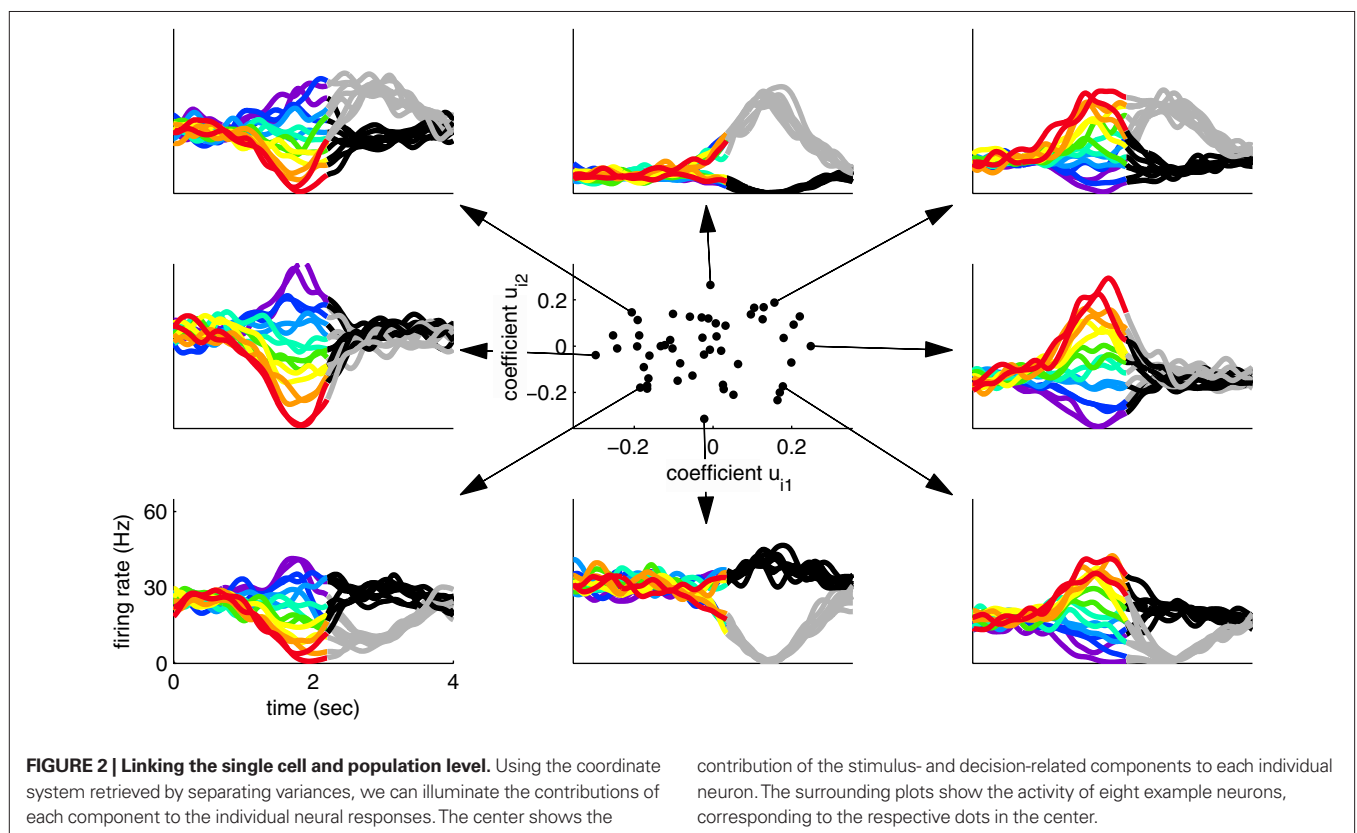 coefficient u_i2
0.2
0
−0.2
−0.2 0 0.2
coefficient u_i1
firing rate (Hz)
60
30
0
0 2 4
time (sec)
FIGURE 2 | Linking the single cell and population level. Using the coordinate
system retrieved by separating variances, we can illuminate the contributions of
each component to the individual neural responses. The center shows the
contribution of the stimulus- and decision-related components to each individual
neuron. The surrounding plots show the activity of eight example neurons,
corresponding to the respective dots in the center.